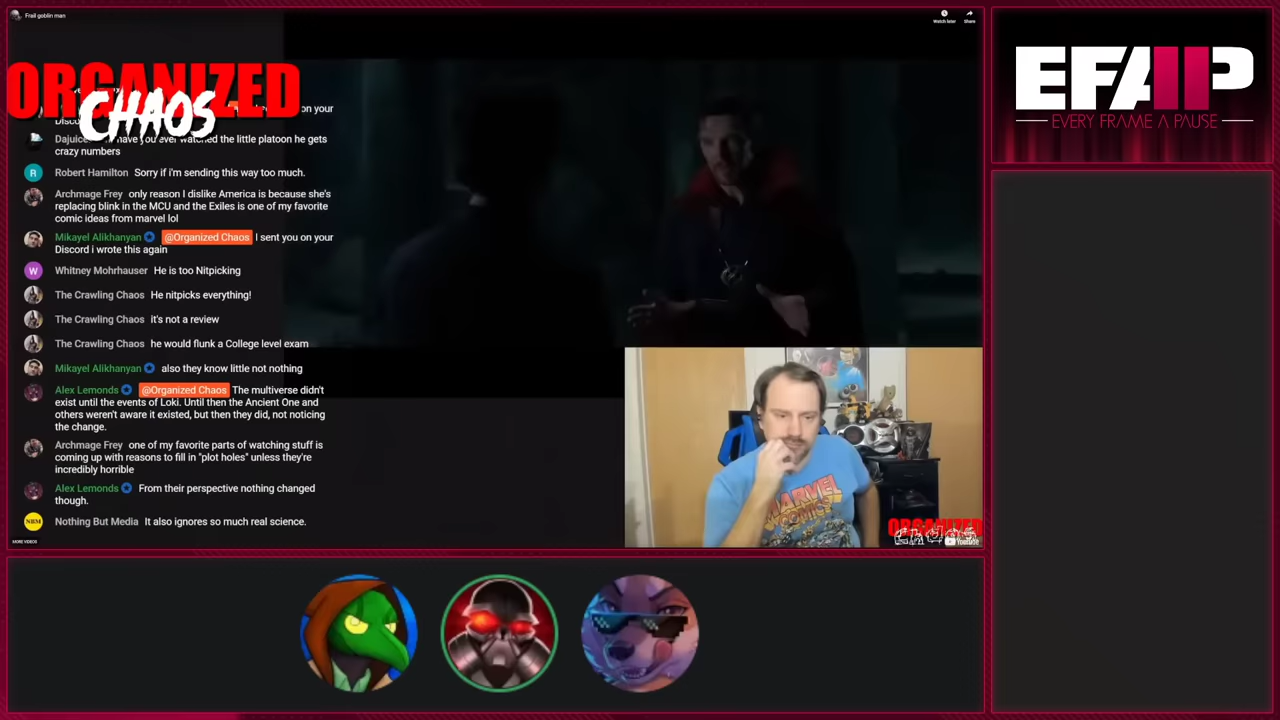 Frail goblin man
Watch later
Share
ORGANIZED
CHAOS
on your
Disco
Dajuice
have you ever watched the little platoon he gets
crazy numbers
R
Robert Hamilton Sorry if i'm sending this way too much.
Archmage Frey only reason I dislike America is because she's
replacing blink in the MCU and the Exiles is one of my favorite
comic ideas from marvel lol
Mikayel Alikhanyan @Organized Chaos I sent you on your
Discord i wrote this again
W
Whitney Mohrhauser He is too Nitpicking
The Crawling Chaos He nitpicks everything!
The Crawling Chaos it's not a review
The Crawling Chaos he would flunk a College level exam
Mikayel Alikhanyan also they know little not nothing
Alex Lemonds @Organized Chaos The multiverse didn't
exist until the events of Loki. Until then the Ancient One and
others weren't aware it existed, but then they did, not noticing
the change.
Archmage Frey one of my favorite parts of watching stuff is
coming up with reasons to fill in "plot holes" unless they're
incredibly horrible
Alex Lemonds From their perspective nothing changed
though.
NBM
Nothing But Media It also ignores so much real science.
MORE VIDEOS
MARVEL
COMICS
ORGANIZED
YouTube
EFAP
EVERY FRAME A PAUSE